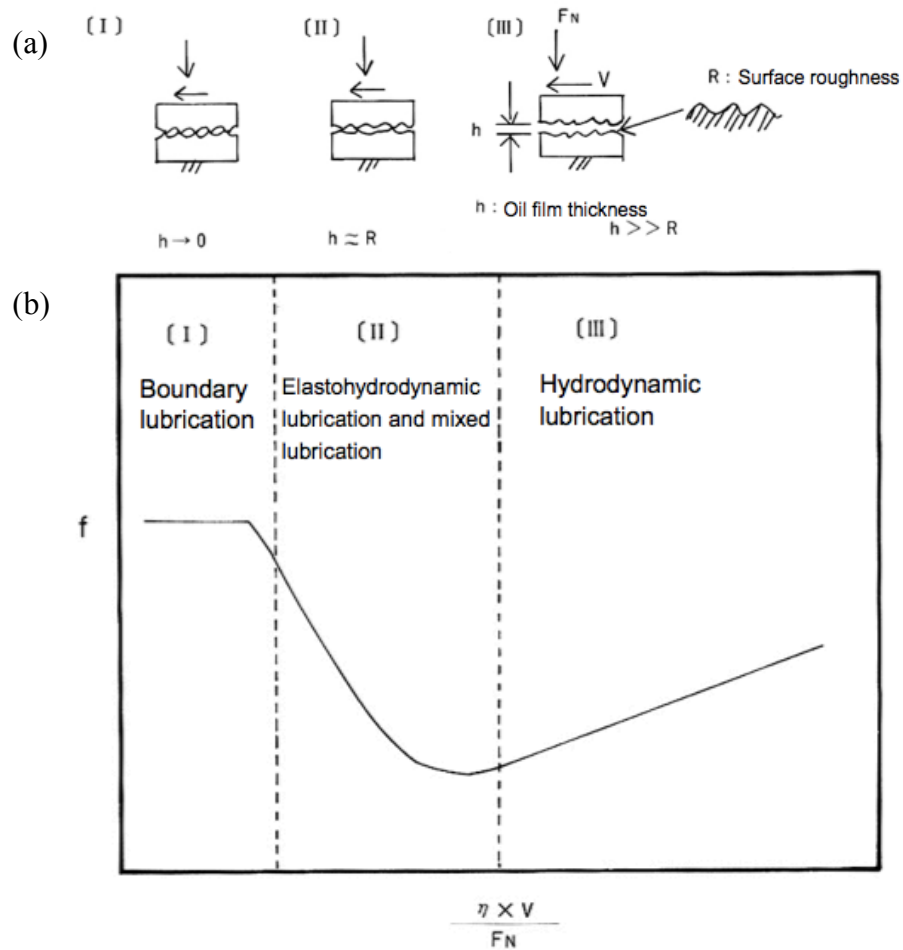 (a)
[I]
[II]
[III]
FN
V
R : Surface roughness
h
h : Oil film thickness
h → 0
h ≈ R
h >> R
(b)
[I]
[II]
[III]
Boundary
lubrication
Elastohydrodynamic
lubrication and mixed
lubrication
Hydrodynamic
lubrication
f
η × V
FN